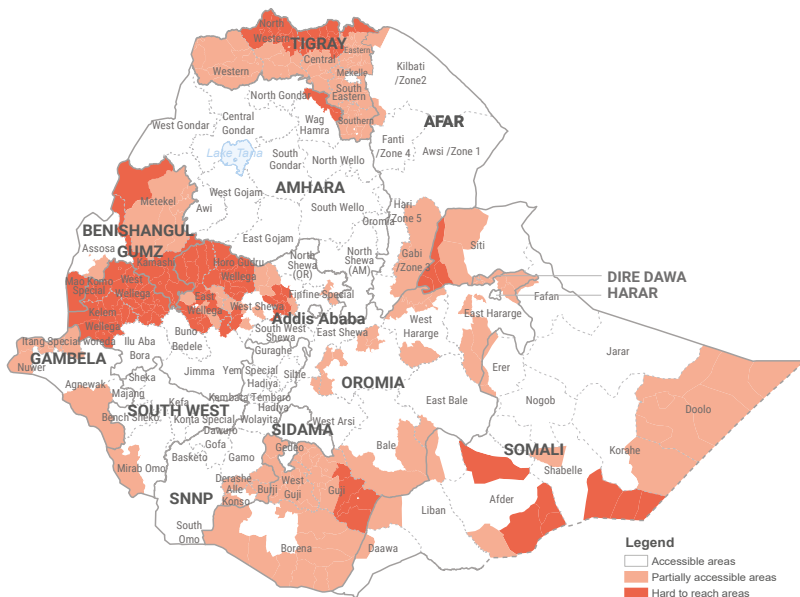 North
Western
TIGRAY
Eastern
Central
Western
Mekelle
South
Eastern
Southern
Kilbati
/Zone2
North Gondar
Central
Gondar
West Gondar
Wag
Hamra
AFAR
Fanti
/Zone 4
Awsi /Zone 1
Lake Tana
South
Gondar
North Wello
AMHARA
Metekel
West Gojam
Awi
South Wello
Oromia
Hari
/Zone 5
BENISHANGUL
GUMZ
Assosa
East Gojam
Siti
Kamashi
Horo Gudru
Wellega
North
Shewa
(OR)
North
Shewa
(AM)
Gabi
/Zone 3
Mao Komo
Special
West
Wellega
DIRE DAWA
HARAR
East
Wellega
West Shewa
Finfine Special
Fafan
Kelem
Wellega
Addis Ababa
East Hararge
West
Hararge
Itang Special woreda
Ilu Aba
Bora
Buno
Bedele
South West
Shewa
East Shewa
GAMBELA
Nuwer
Guraghe
Jarar
Agnewak
Sheka
Jimma
Yem Special
Hadiya
Silhe
OROMIA
Erer
Majang
Kefa
Kembata Tembaro
Hadiya
East Bale
Nogob
Doolo
SOUTH WEST
Bench Sheko
Konta Special
Wolayita
Dawuro
SIDAMA
West Arsi
Gofa
Gedeo
Bale
SOMALI
Korahe
Basketo
Gamo
Mirab Omo
Shabelle
Derashe
Alle
Burji
West
Guji
Guji
SNNP
Konso
Afder
Liban
South
Omo
Borena
Daawa
Legend
Accessible areas
Partially accessible areas
Hard to reach areas